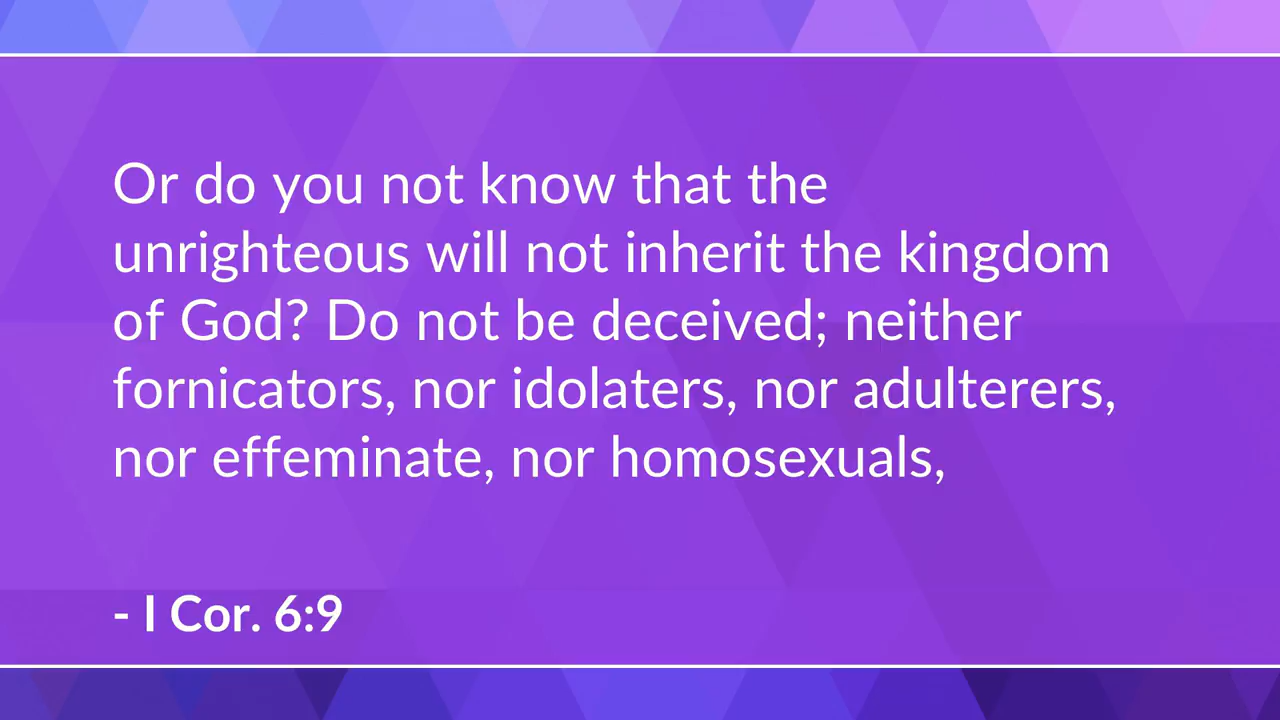 Or do you not know that the
unrighteous will not inherit the kingdom
of God? Do not be deceived; neither
fornicators, nor idolaters, nor adulterers,
nor effeminate, nor homosexuals,
- I Cor. 6:9